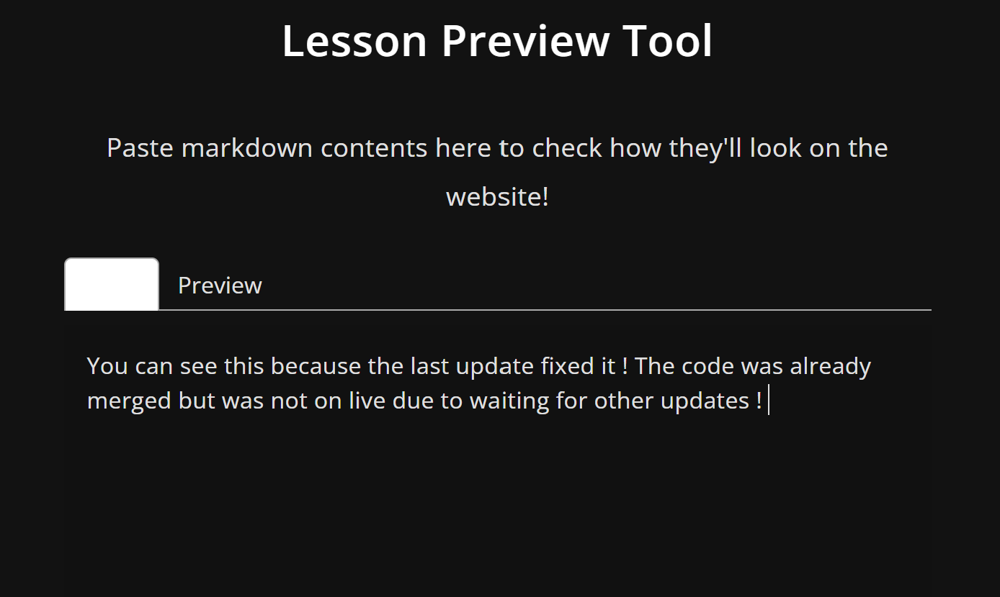 Lesson Preview Tool
Paste markdown contents here to check how they'll look on the
website!
Preview
You can see this because the last update fixed it ! The code was already
merged but was not on live due to waiting for other updates !